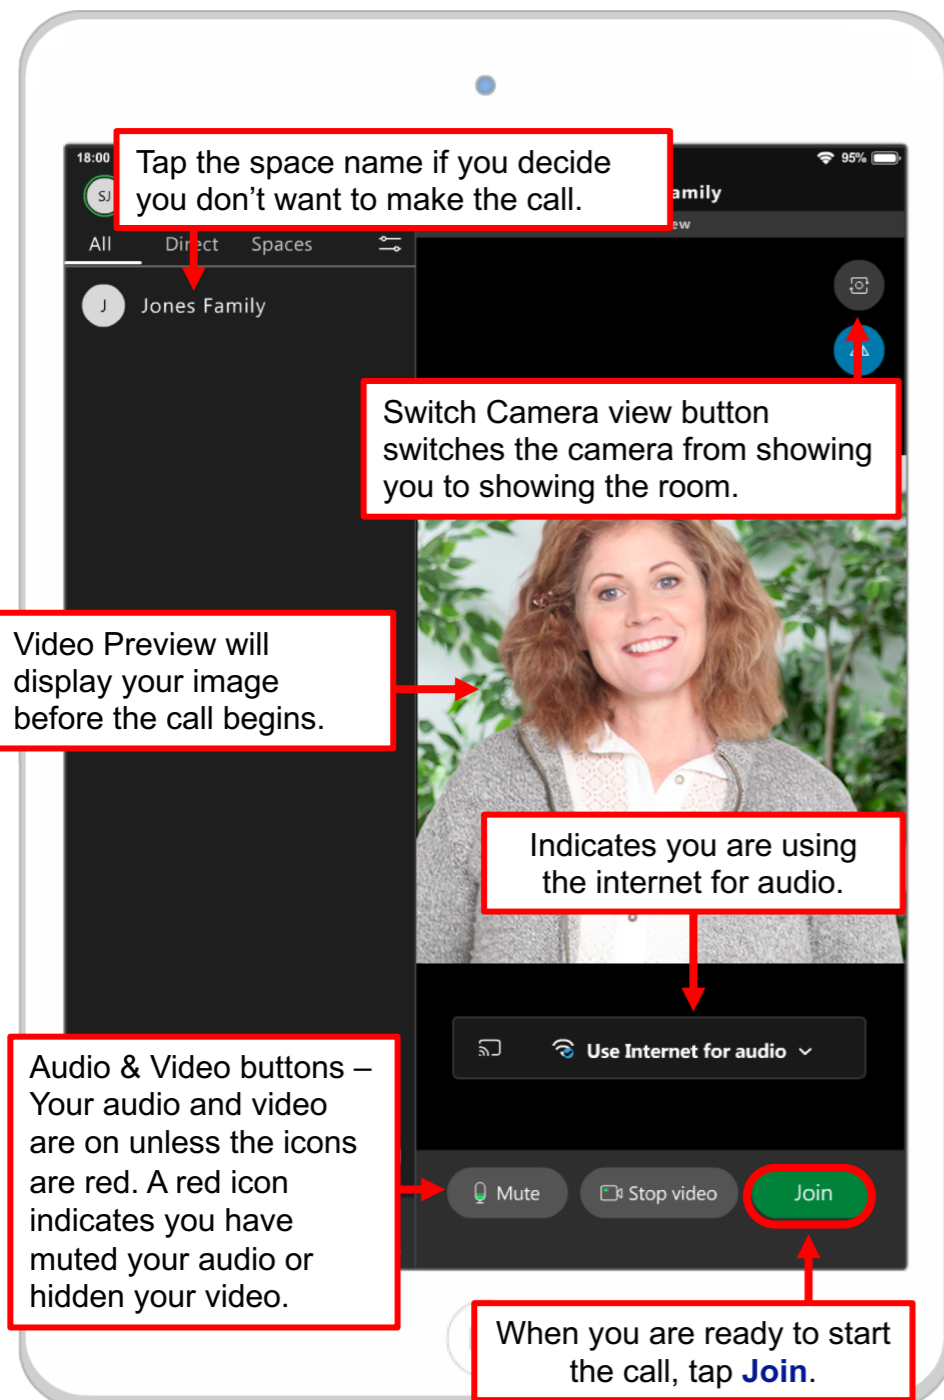 18:00
95%
Tap the space name if you decide
you don't want to make the call.
SJ
amily
ew
All Direct Spaces
J Jones Family
Switch Camera view button
switches the camera from showing
you to showing the room.
Video Preview will
display your image
before the call begins.
Indicates you are using
the internet for audio.
Use Internet for audio
Audio & Video buttons –
Your audio and video
are on unless the icons
are red. A red icon
indicates you have
muted your audio or
hidden your video.
Mute Stop video Join
When you are ready to start
the call, tap Join.